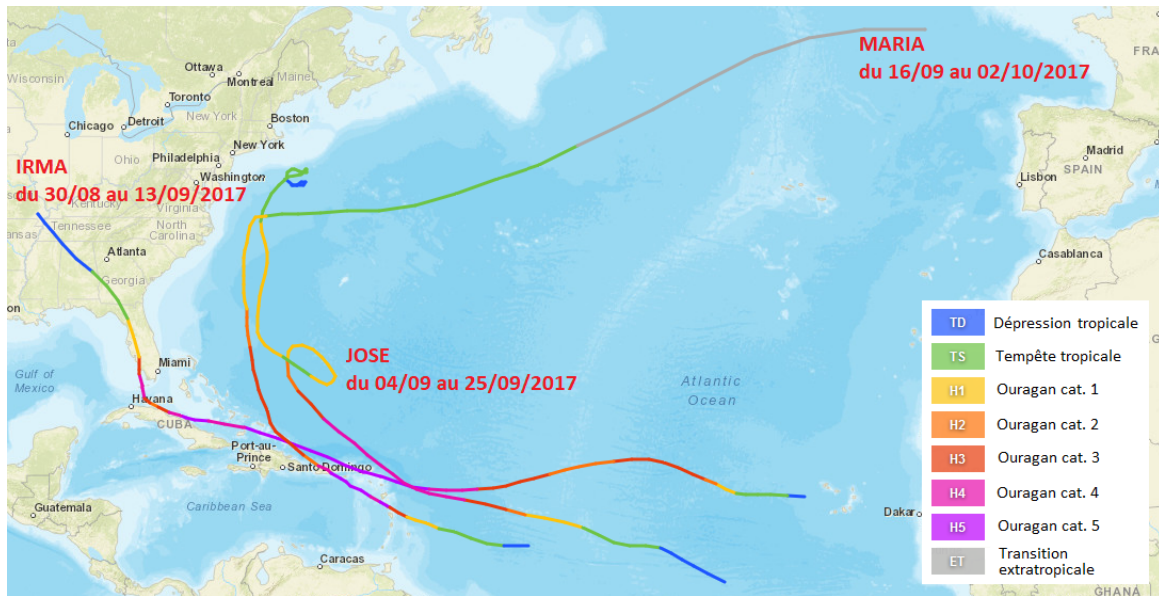 Ottawa
Montreal
Maine
Wisconsin
Toronto
New York
Detroit
Chicago
Boston
New York
Ohio
Philadelphia
Washington
MARIA
du 16/09 au 02/10/2017
FRA
Madrid
SPAIN
Lisbon
IRMA
du 30/08 au 13/09/2017
Kentucky
Virginia
Tennessee
North
Carolina
Kansas
Atlanta
Georgia
Casablanca
on
Miami
Gulf of
Mexico
Havana
CUBA
JOSE
du 04/09 au 25/09/2017
Atlantic
Ocean
Port-au-
Prince
Santo Domingo
Caribbean Sea
Guatemala
Caracas
Dakar
GHANA
TD Dépression tropicale
TS Tempête tropicale
H1 Ouragan cat. 1
H2 Ouragan cat. 2
H3 Ouragan cat. 3
H4 Ouragan cat. 4
H5 Ouragan cat. 5
ET Transition
extratropicale